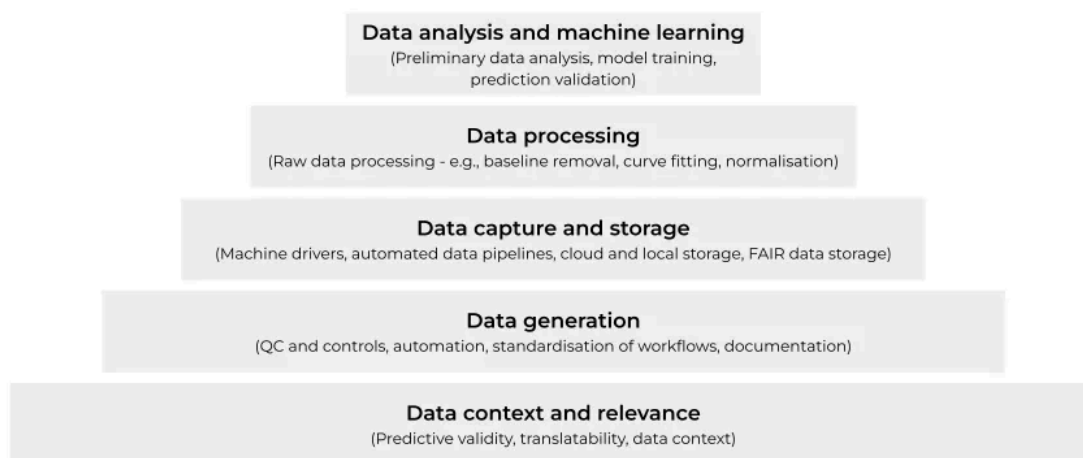 Data analysis and machine learning
(Preliminary data analysis, model training,
prediction validation)
Data processing
(Raw data processing - e.g., baseline removal, curve fitting, normalisation)
Data capture and storage
(Machine drivers, automated data pipelines, cloud and local storage, FAIR data storage)
Data generation
(QC and controls, automation, standardisation of workflows, documentation)
Data context and relevance
(Predictive validity, translatability, data context)